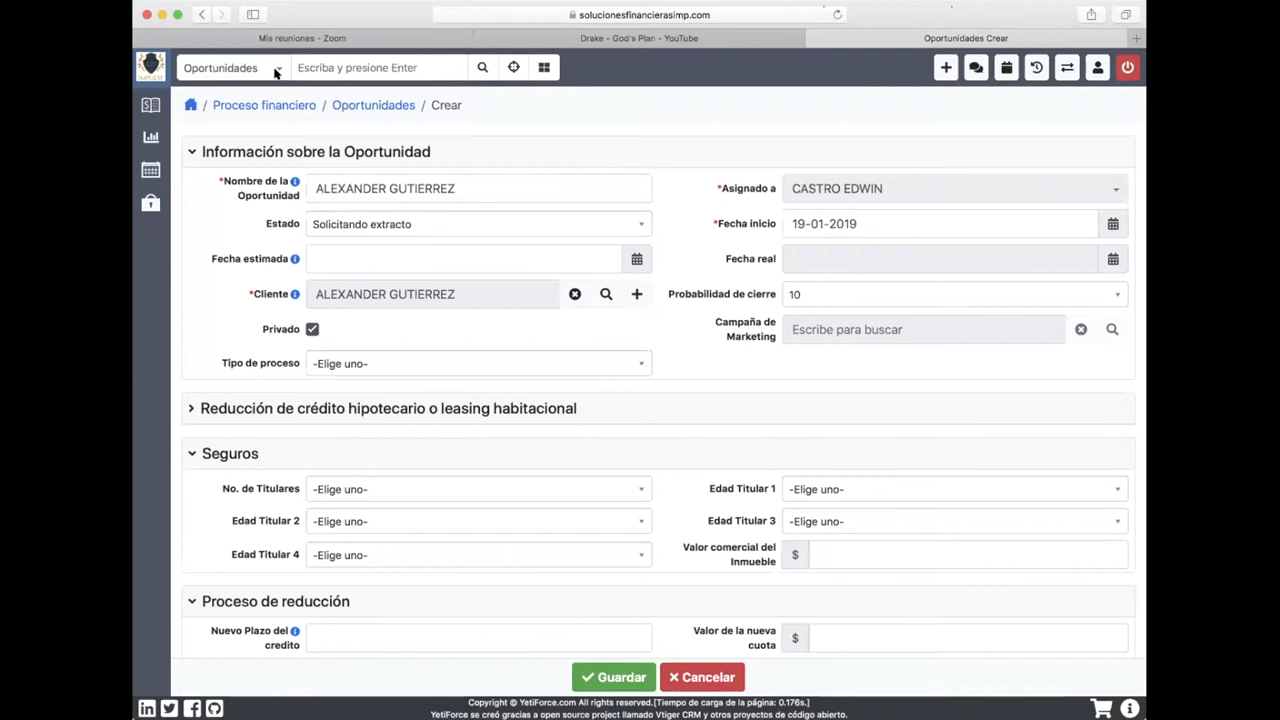 solucionesfinancierasimp.com
Mis reuniones - Zoom
Drake - God's Plan - YouTube
Oportunidades Crear
Oportunidades
Escriba y presione Enter
/ Proceso financiero / Oportunidades / Crear
Información sobre la Oportunidad
*Nombre de la Oportunidad
ALEXANDER GUTIERREZ
*Asignado a
CASTRO EDWIN
Estado
Solicitando extracto
*Fecha inicio
19-01-2019
Fecha estimada
Fecha real
*Cliente
ALEXANDER GUTIERREZ
Probabilidad de cierre
10
Privado
Campaña de Marketing
Escribe para buscar
Tipo de proceso
-Elige uno-
Reducción de crédito hipotecario o leasing habitacional
Seguros
No. de Titulares
-Elige uno-
Edad Titular 1
-Elige uno-
Edad Titular 2
-Elige uno-
Edad Titular 3
-Elige uno-
Edad Titular 4
-Elige uno-
Valor comercial del Inmueble
$
Proceso de reducción
Nuevo Plazo del credito
Valor de la nueva cuota
$
Guardar
Cancelar
Copyright © YetiForce.com All rights reserved.[Tiempo de carga de la página: 0.176s.]
YetiForce se creó gracias a open source project llamado Vtiger CRM y otros proyectos de código abierto.